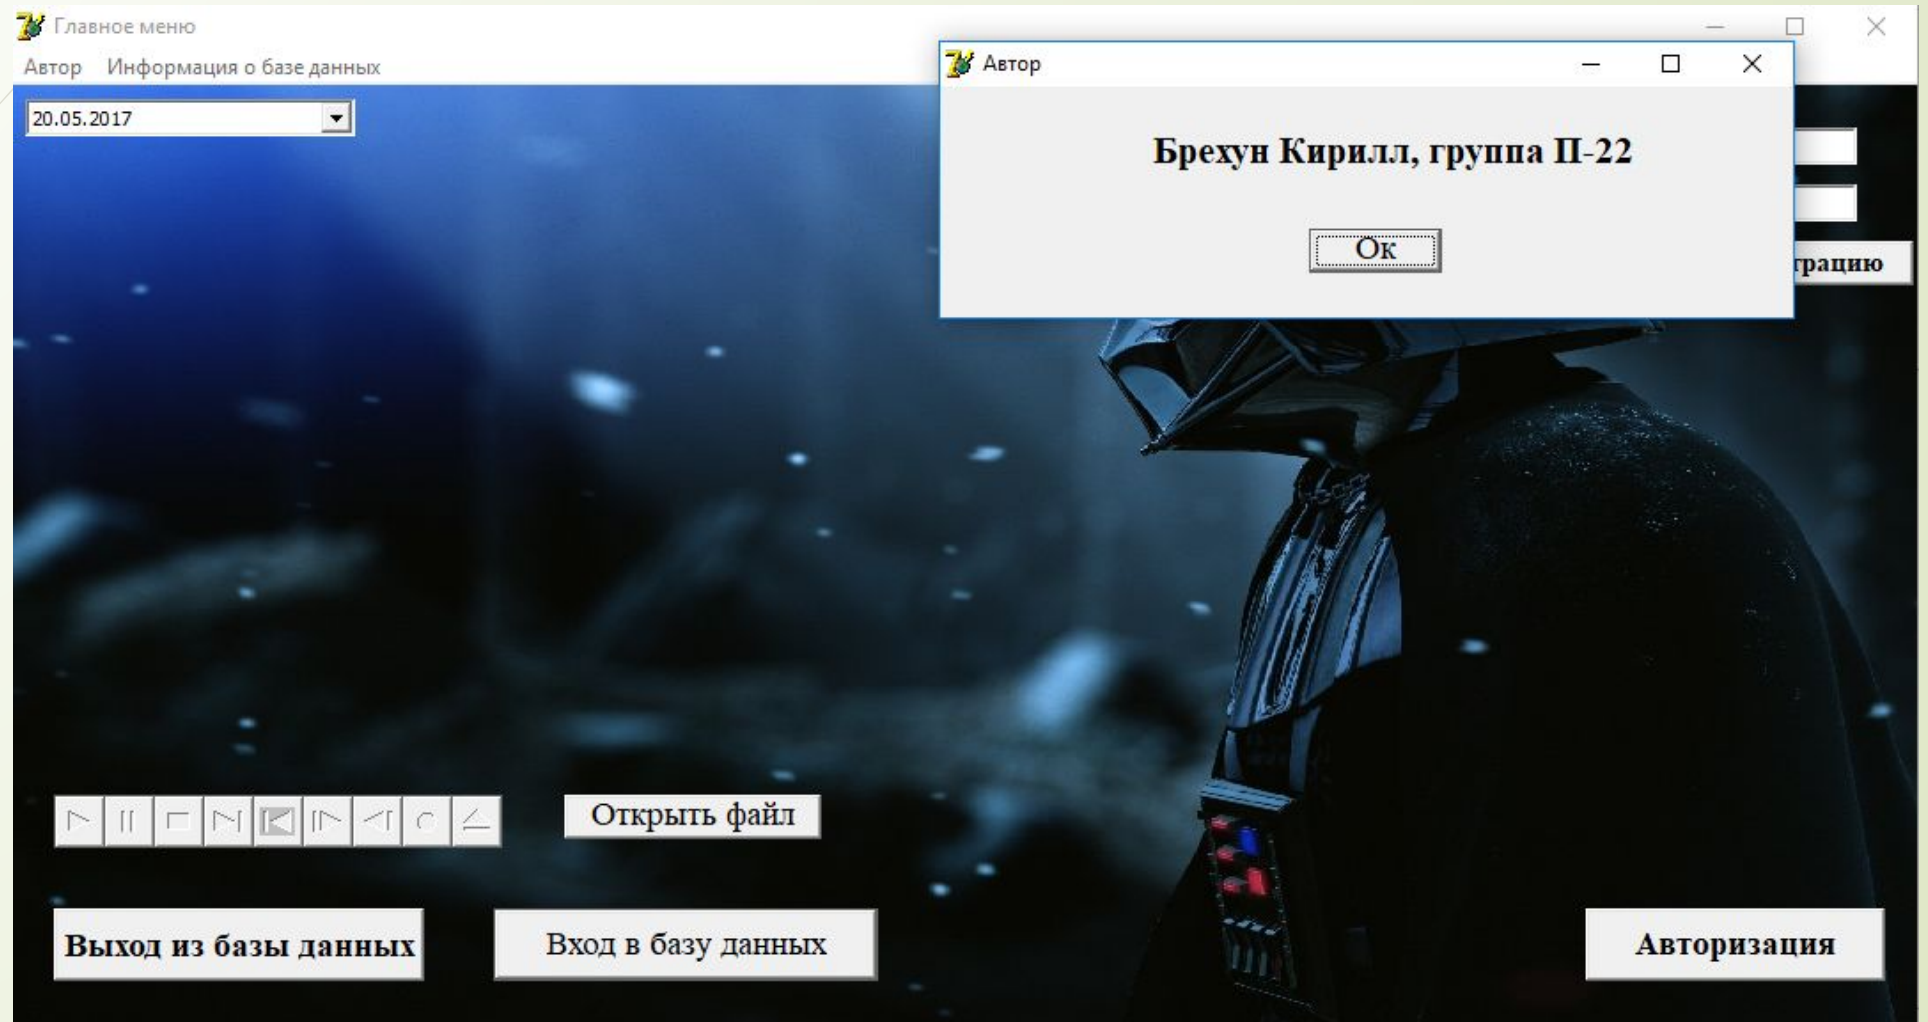 Главное меню
Автор Информация о базе данных
20.05.2017
Автор
Брехун Кирилл, группа П-22
Ок
трацию
Открыть файл
Выход из базы данных
Вход в базу данных
Авторизация